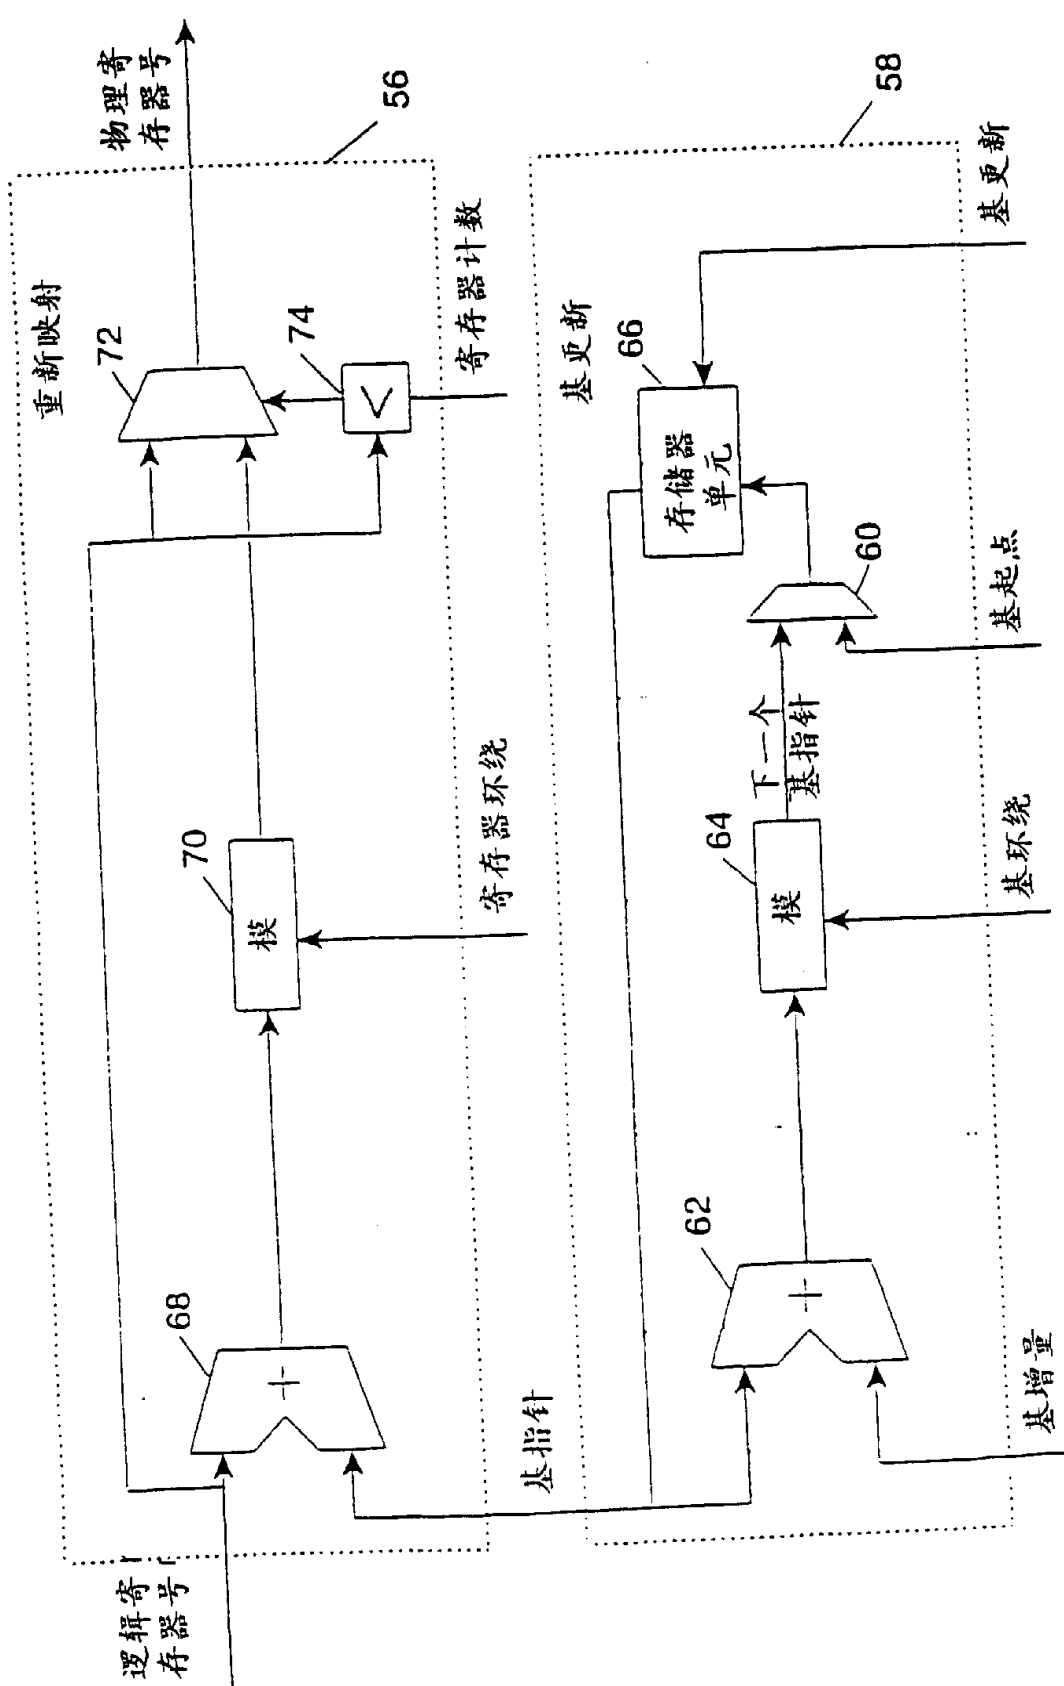 物理寄
存器号
56
重新映射
72
74
寄存器计数
<
70
模
寄存器环绕
68
+
逻辑寄
存器号
基指针
58
基更新
基更新
66
存储器
单元
60
基起点
下一个
基指针
64
模
基环绕
62
+
基增量